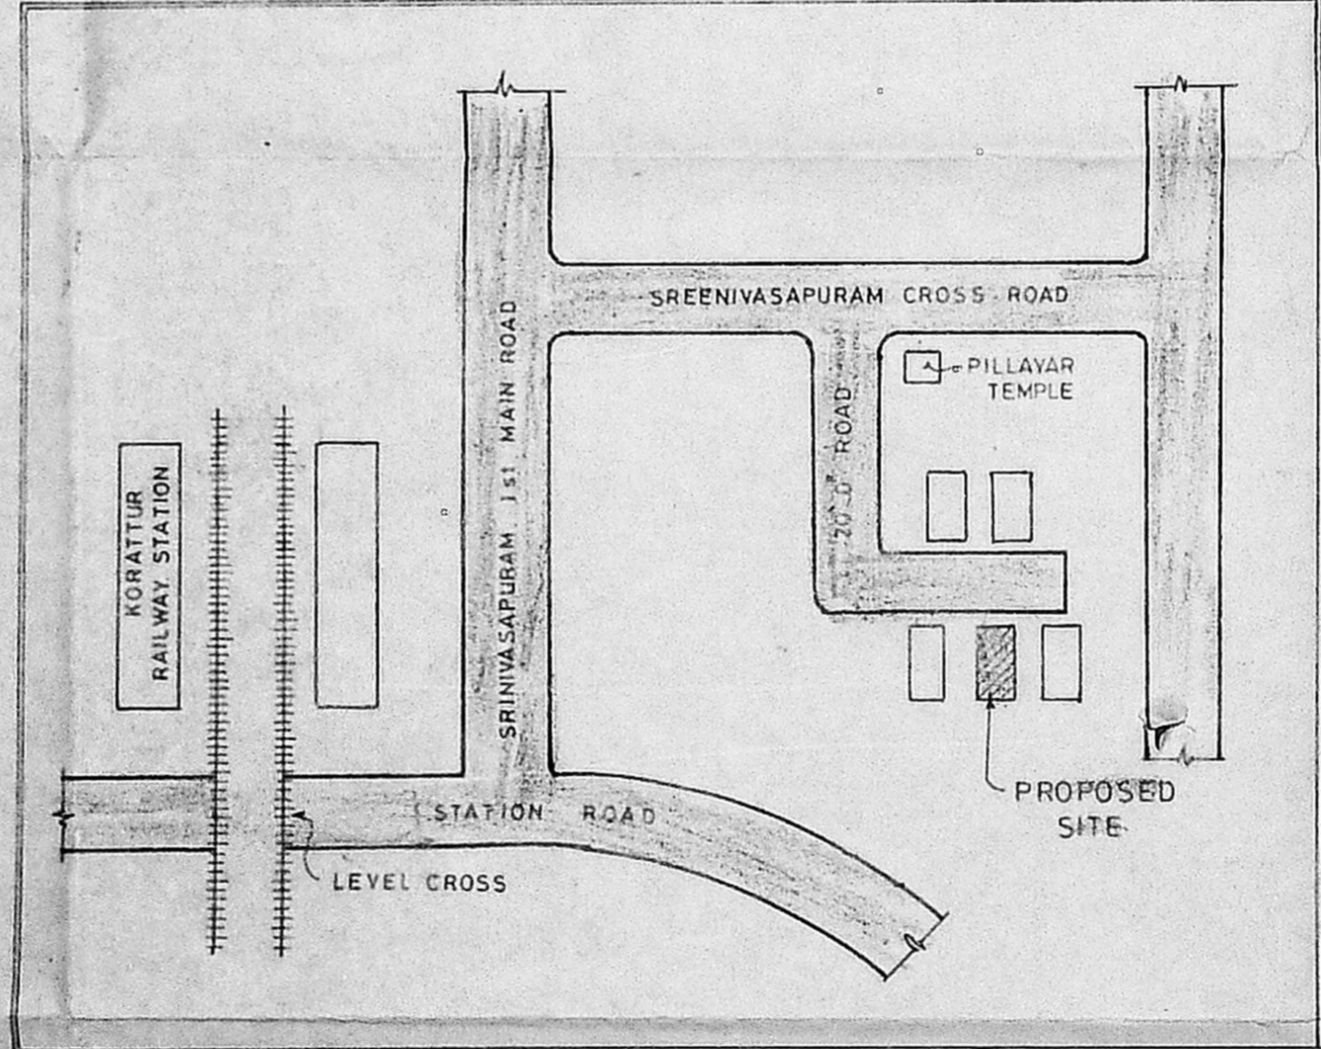 SREENIVASAPURAM CROSS ROAD
PILLAYAR
TEMPLE
20'-0" ROAD
SRINIVASAPURAM 1st MAIN ROAD
KORATTUR
RAILWAY STATION
PROPOSED
SITE
STATION ROAD
LEVEL CROSS